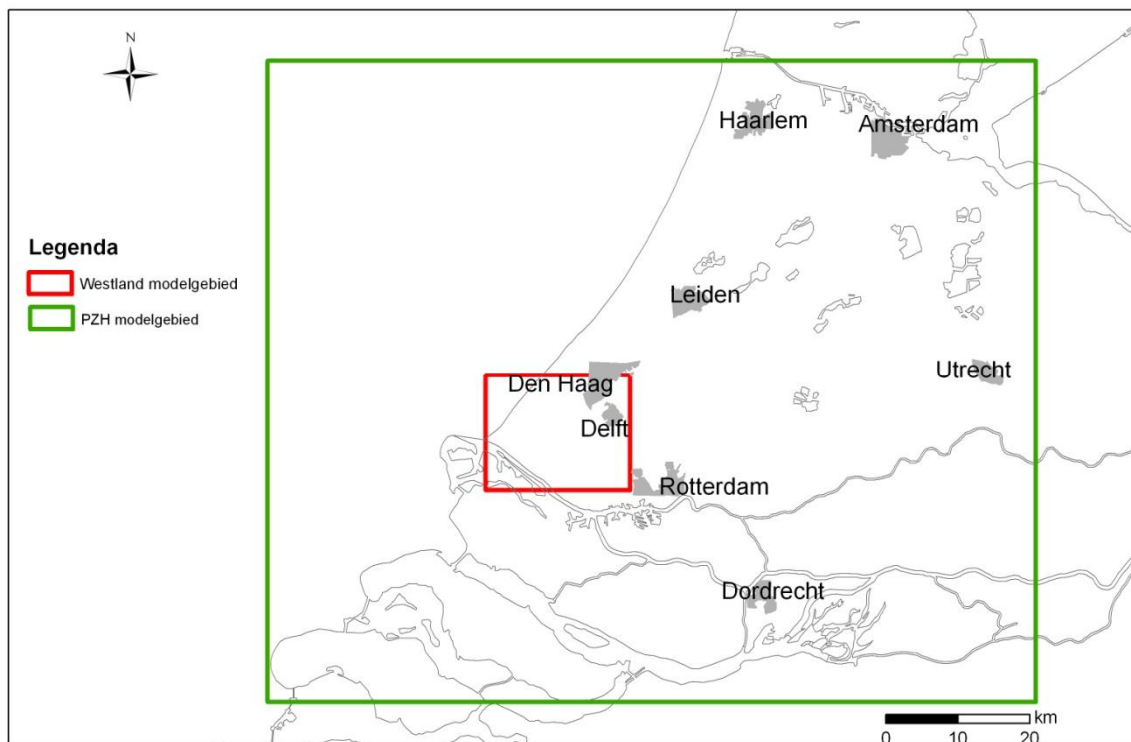 N
Haarlem
Amsterdam
Legenda
Westland modelgebied
PZH modelgebied
Leiden
Utrecht
Den Haag
Delft
Rotterdam
Dordrecht
km
0 10 20